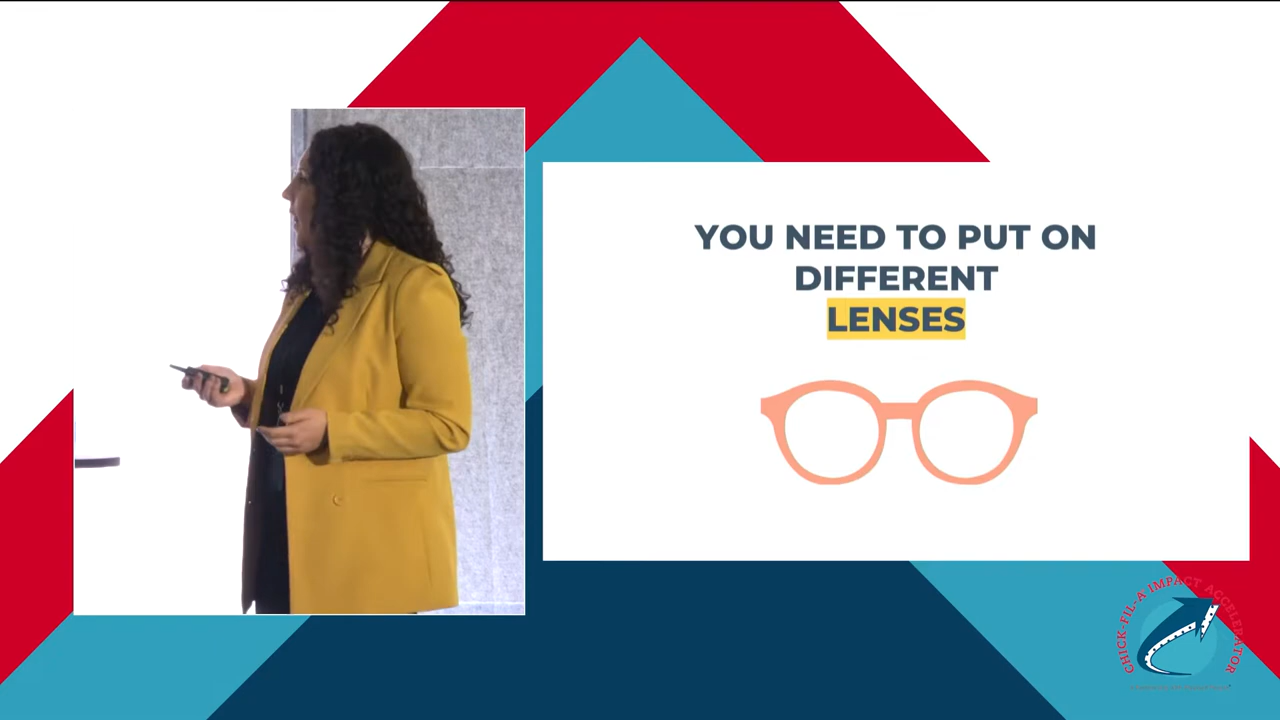 YOU NEED TO PUT ON
DIFFERENT
LENSES
CHICK-FIL-A® IMPACT ACCELERATOR